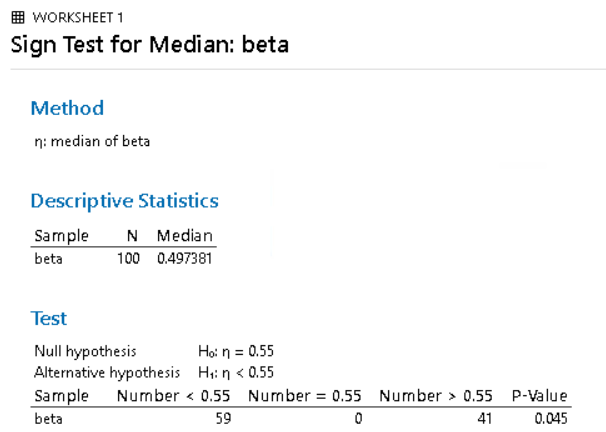 WORKSHEET 1
Sign Test for Median: beta
Method
η: median of beta
Descriptive Statistics
Sample N Median
beta 100 0.497381
Test
Null hypothesis H₀: η = 0.55
Alternative hypothesis H₁: η < 0.55
Sample Number < 0.55 Number = 0.55 Number > 0.55 P-Value
beta 59 0 41 0.045